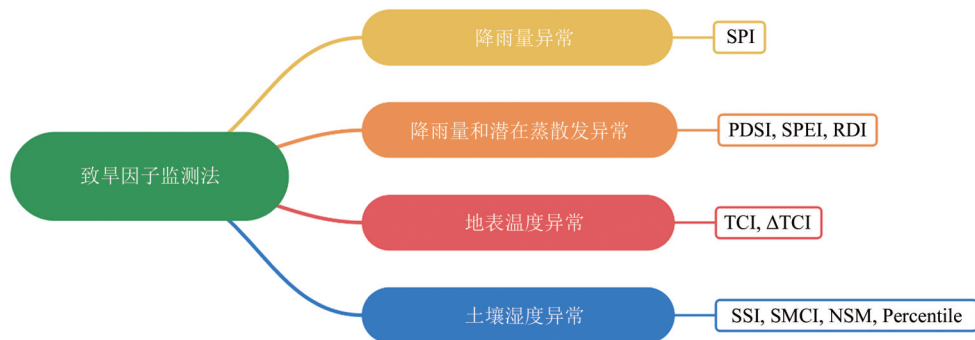 致旱因子监测法
降雨量异常
SPI
降雨量和潜在蒸散发异常
PDSI, SPEI, RDI
地表温度异常
TCI, ΔTCI
土壤湿度异常
SSI, SMCI, NSM, Percentile